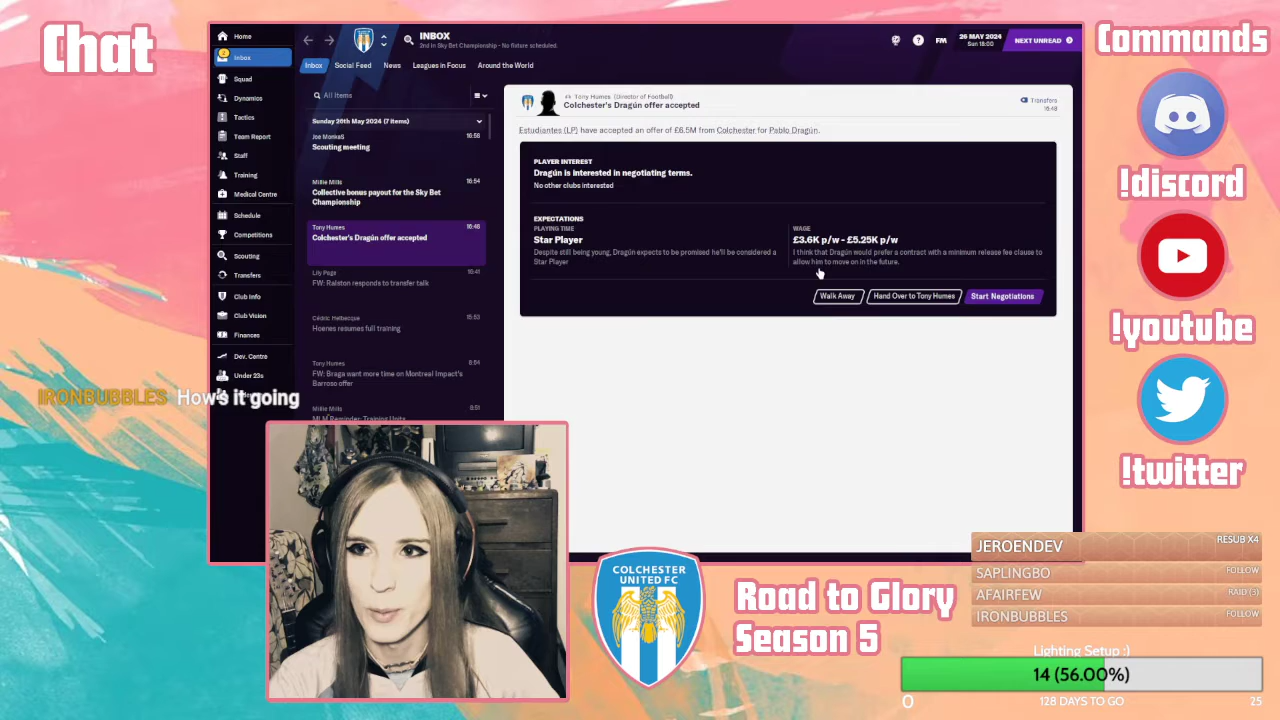 Chat
Commands
Home
Inbox
Squad
Dynamics
Tactics
Team Report
Staff
Training
Medical Centre
Schedule
Competitions
Scouting
Transfers
Club Info
Club Vision
Finances
Dev. Centre
Under 23s
INBOX
2nd in Sky Bet Championship - No fixture scheduled.
FM
26 MAY 2024
Sun 18:00
NEXT UNREAD
Inbox
Social Feed
News
Leagues in Focus
Around the World
All Items
Sunday 26th May 2024 (7 items)
16:58
Scouting meeting
Millie Mills 16:54
Collective bonus payout for the Sky Bet
Championship
Tony Humes 16:48
Colchester's Dragún offer accepted
Lily Page 16:41
FW: Ralston responds to transfer talk
15:53
Hoenes resumes full training
Tony Humes 8:54
FW: Braga want more time on Montreal Impact's
Barroso offer
Millie Mills 8:51
MLM Reminder: Training Units
Tony Humes (Director of Football)
Colchester's Dragún offer accepted
Transfers
16:48
Estudiantes (LP) have accepted an offer of £6.5M from Colchester for Pablo Dragún.
PLAYER INTEREST
Dragún is interested in negotiating terms.
No other clubs interested
EXPECTATIONS
PLAYING TIME
Star Player
Despite still being young, Dragún expects to be promised he'll be considered a
Star Player
WAGE
£3.6K p/w - £5.25K p/w
I think that Dragún would prefer a contract with a minimum release fee clause to
allow him to move on in the future.
Walk Away
Hand Over to Tony Humes
Start Negotiations
IRONBUBBLES How's it going
!discord
!youtube
!twitter
COLCHESTER
UNITED FC
Road to Glory
Season 5
JEROENDEV RESUB X4
SAPLINGBO FOLLOW
AFAIRFEW RAID (3)
IRONBUBBLES FOLLOW
Lighting Setup :)
14 (56.00%)
0 128 DAYS TO GO 25